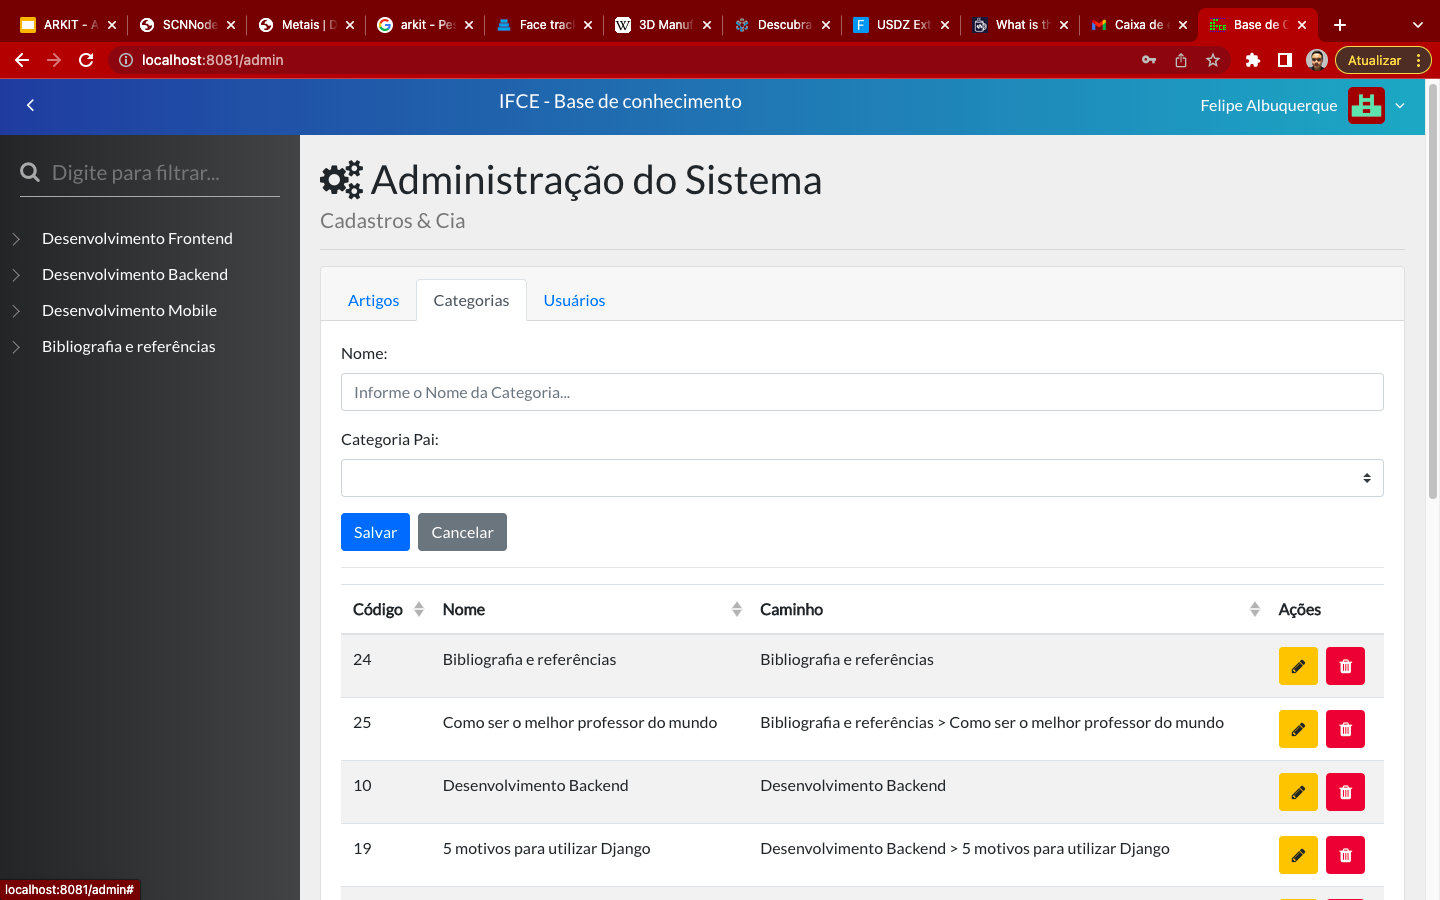 ARKIT - A
SCNNode
Metais | D
arkit - Pes
Face trac
3D Manuf
Descubra
USDZ Ext
What is th
Caixa de e
Base de C
localhost:8081/admin
Atualizar
IFCE - Base de conhecimento
Felipe Albuquerque
Digite para filtrar...
Desenvolvimento Frontend
Desenvolvimento Backend
Desenvolvimento Mobile
Bibliografia e referências
Administração do Sistema
Cadastros & Cia
Artigos
Categorias
Usuários
Nome:
Informe o Nome da Categoria...
Categoria Pai:
Salvar
Cancelar
Código Nome Caminho Ações
24 Bibliografia e referências Bibliografia e referências
25 Como ser o melhor professor do mundo Bibliografia e referências > Como ser o melhor professor do mundo
10 Desenvolvimento Backend Desenvolvimento Backend
19 5 motivos para utilizar Django Desenvolvimento Backend > 5 motivos para utilizar Django
localhost:8081/admin#